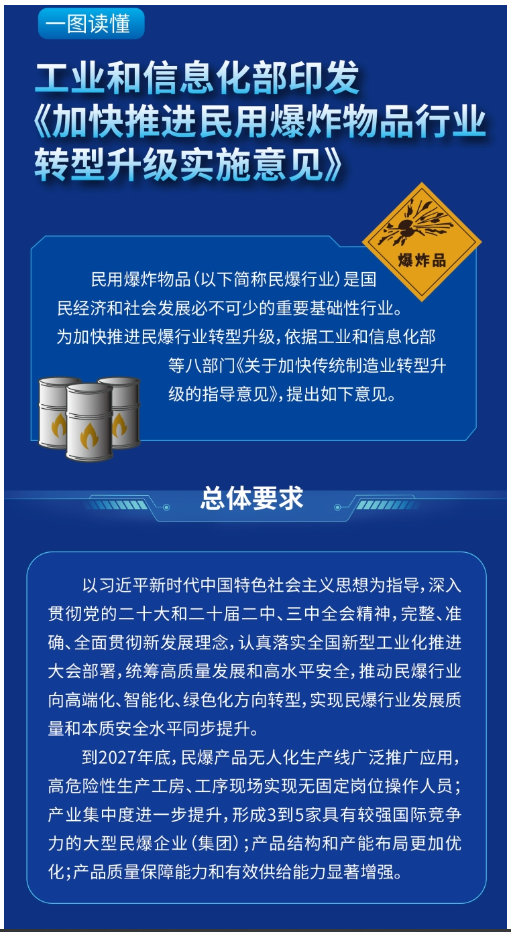 一图读懂
工业和信息化部印发
《加快推进民用爆炸物品行业
转型升级实施意见》
爆炸品
民用爆炸物品（以下简称民爆行业）是国
民经济和社会发展必不可少的重要基础性行业。
为加快推进民爆行业转型升级，依据工业和信息化部
等八部门《关于加快传统制造业转型升
级的指导意见》，提出如下意见。
总体要求
以习近平新时代中国特色社会主义思想为指导，深入
贯彻党的二十大和二十届二中、三中全会精神，完整、准
确、全面贯彻新发展理念，认真落实全国新型工业化推进
大会部署，统筹高质量发展和高水平安全，推动民爆行业
向高端化、智能化、绿色化方向转型，实现民爆行业发展质
量和本质安全水平同步提升。
到2027年底，民爆产品无人化生产线广泛推广应用，
高危险性生产工房、工序现场实现无固定岗位操作人员；
产业集中度进一步提升，形成3到5家具有较强国际竞争
力的大型民爆企业（集团）；产品结构和产能布局更加优
化；产品质量保障能力和有效供给能力显著增强。